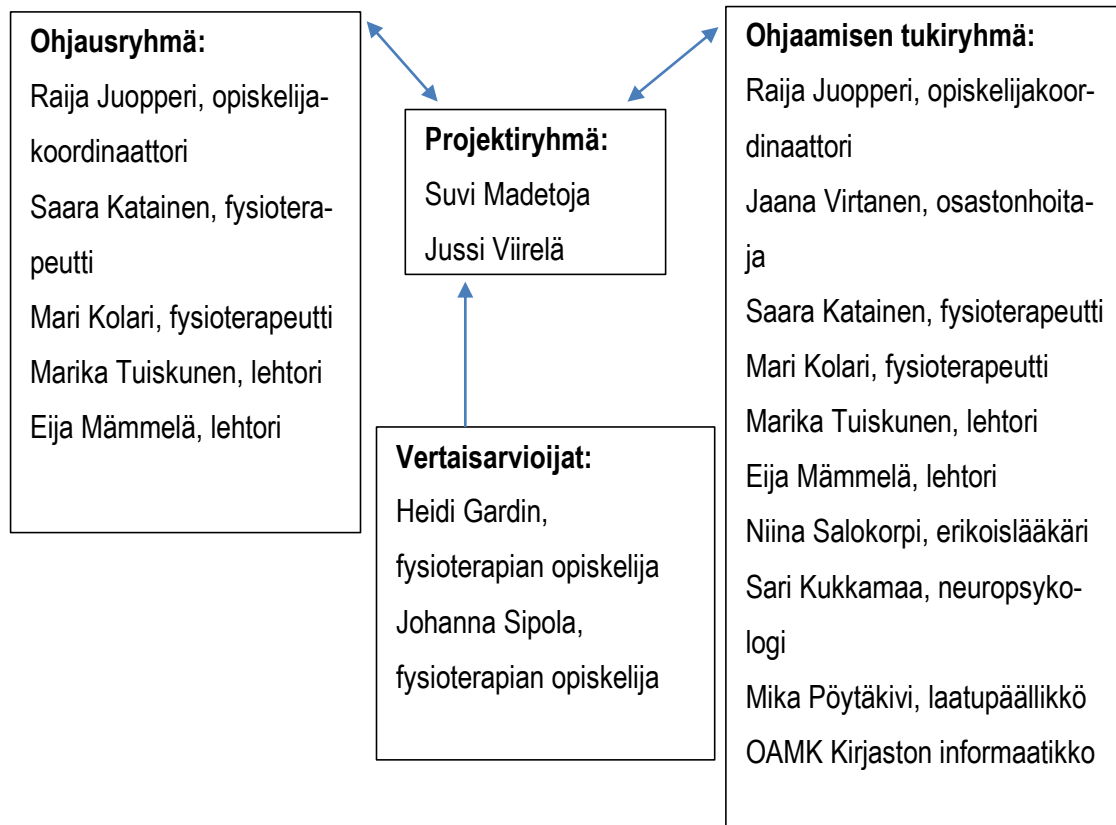 Ohjausryhmä:
Raija Juopperi, opiskelija-
koordinaattori
Saara Katainen, fysiotera-
peutti
Mari Kolari, fysioterapeutti
Marika Tuiskunen, lehtori
Eija Mämmelä, lehtori
Projektiryhmä:
Suvi Madetoja
Jussi Viirelä
Vertaisarvioijat:
Heidi Gardin,
fysioterapian opiskelija
Johanna Sipola,
fysioterapian opiskelija
Ohjaamisen tukiryhmä:
Raija Juopperi, opiskelijakoor-
dinaattori
Jaana Virtanen, osastonhoita-
ja
Saara Katainen, fysioterapeutti
Mari Kolari, fysioterapeutti
Marika Tuiskunen, lehtori
Eija Mämmelä, lehtori
Niina Salokorpi, erikoislääkäri
Sari Kukkamaa, neuropsyko-
logi
Mika Pöytäkivi, laatupäällikkö
OAMK Kirjaston informaatikko